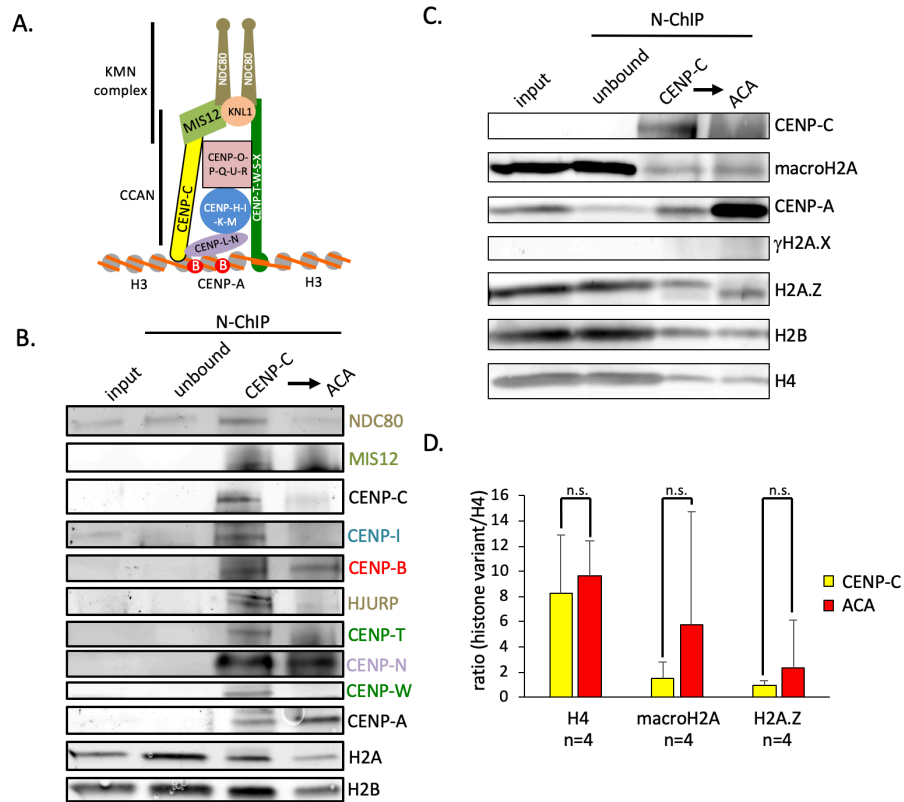 A.
KMN
complex
CCAN
NDC80
NDC80
MIS12
KNL1
CENP-C
CENP-O-
P-Q-U-R
CENP-H-I
-K-M
CENP-L-N
CENP-T-W-S-X
B
B
H3
CENP-A
H3
B.
N-ChIP
input
unbound
CENP-C
ACA
NDC80
MIS12
CENP-C
CENP-I
CENP-B
HJURP
CENP-T
CENP-N
CENP-W
CENP-A
H2A
H2B
C.
N-ChIP
input
unbound
CENP-C
ACA
CENP-C
macroH2A
CENP-A
γH2A.X
H2A.Z
H2B
H4
D.
ratio (histone variant/H4)
16
14
12
10
8
6
4
2
0
n.s.
n.s.
n.s.
H4
n=4
macroH2A
n=4
H2A.Z
n=4
CENP-C
ACA